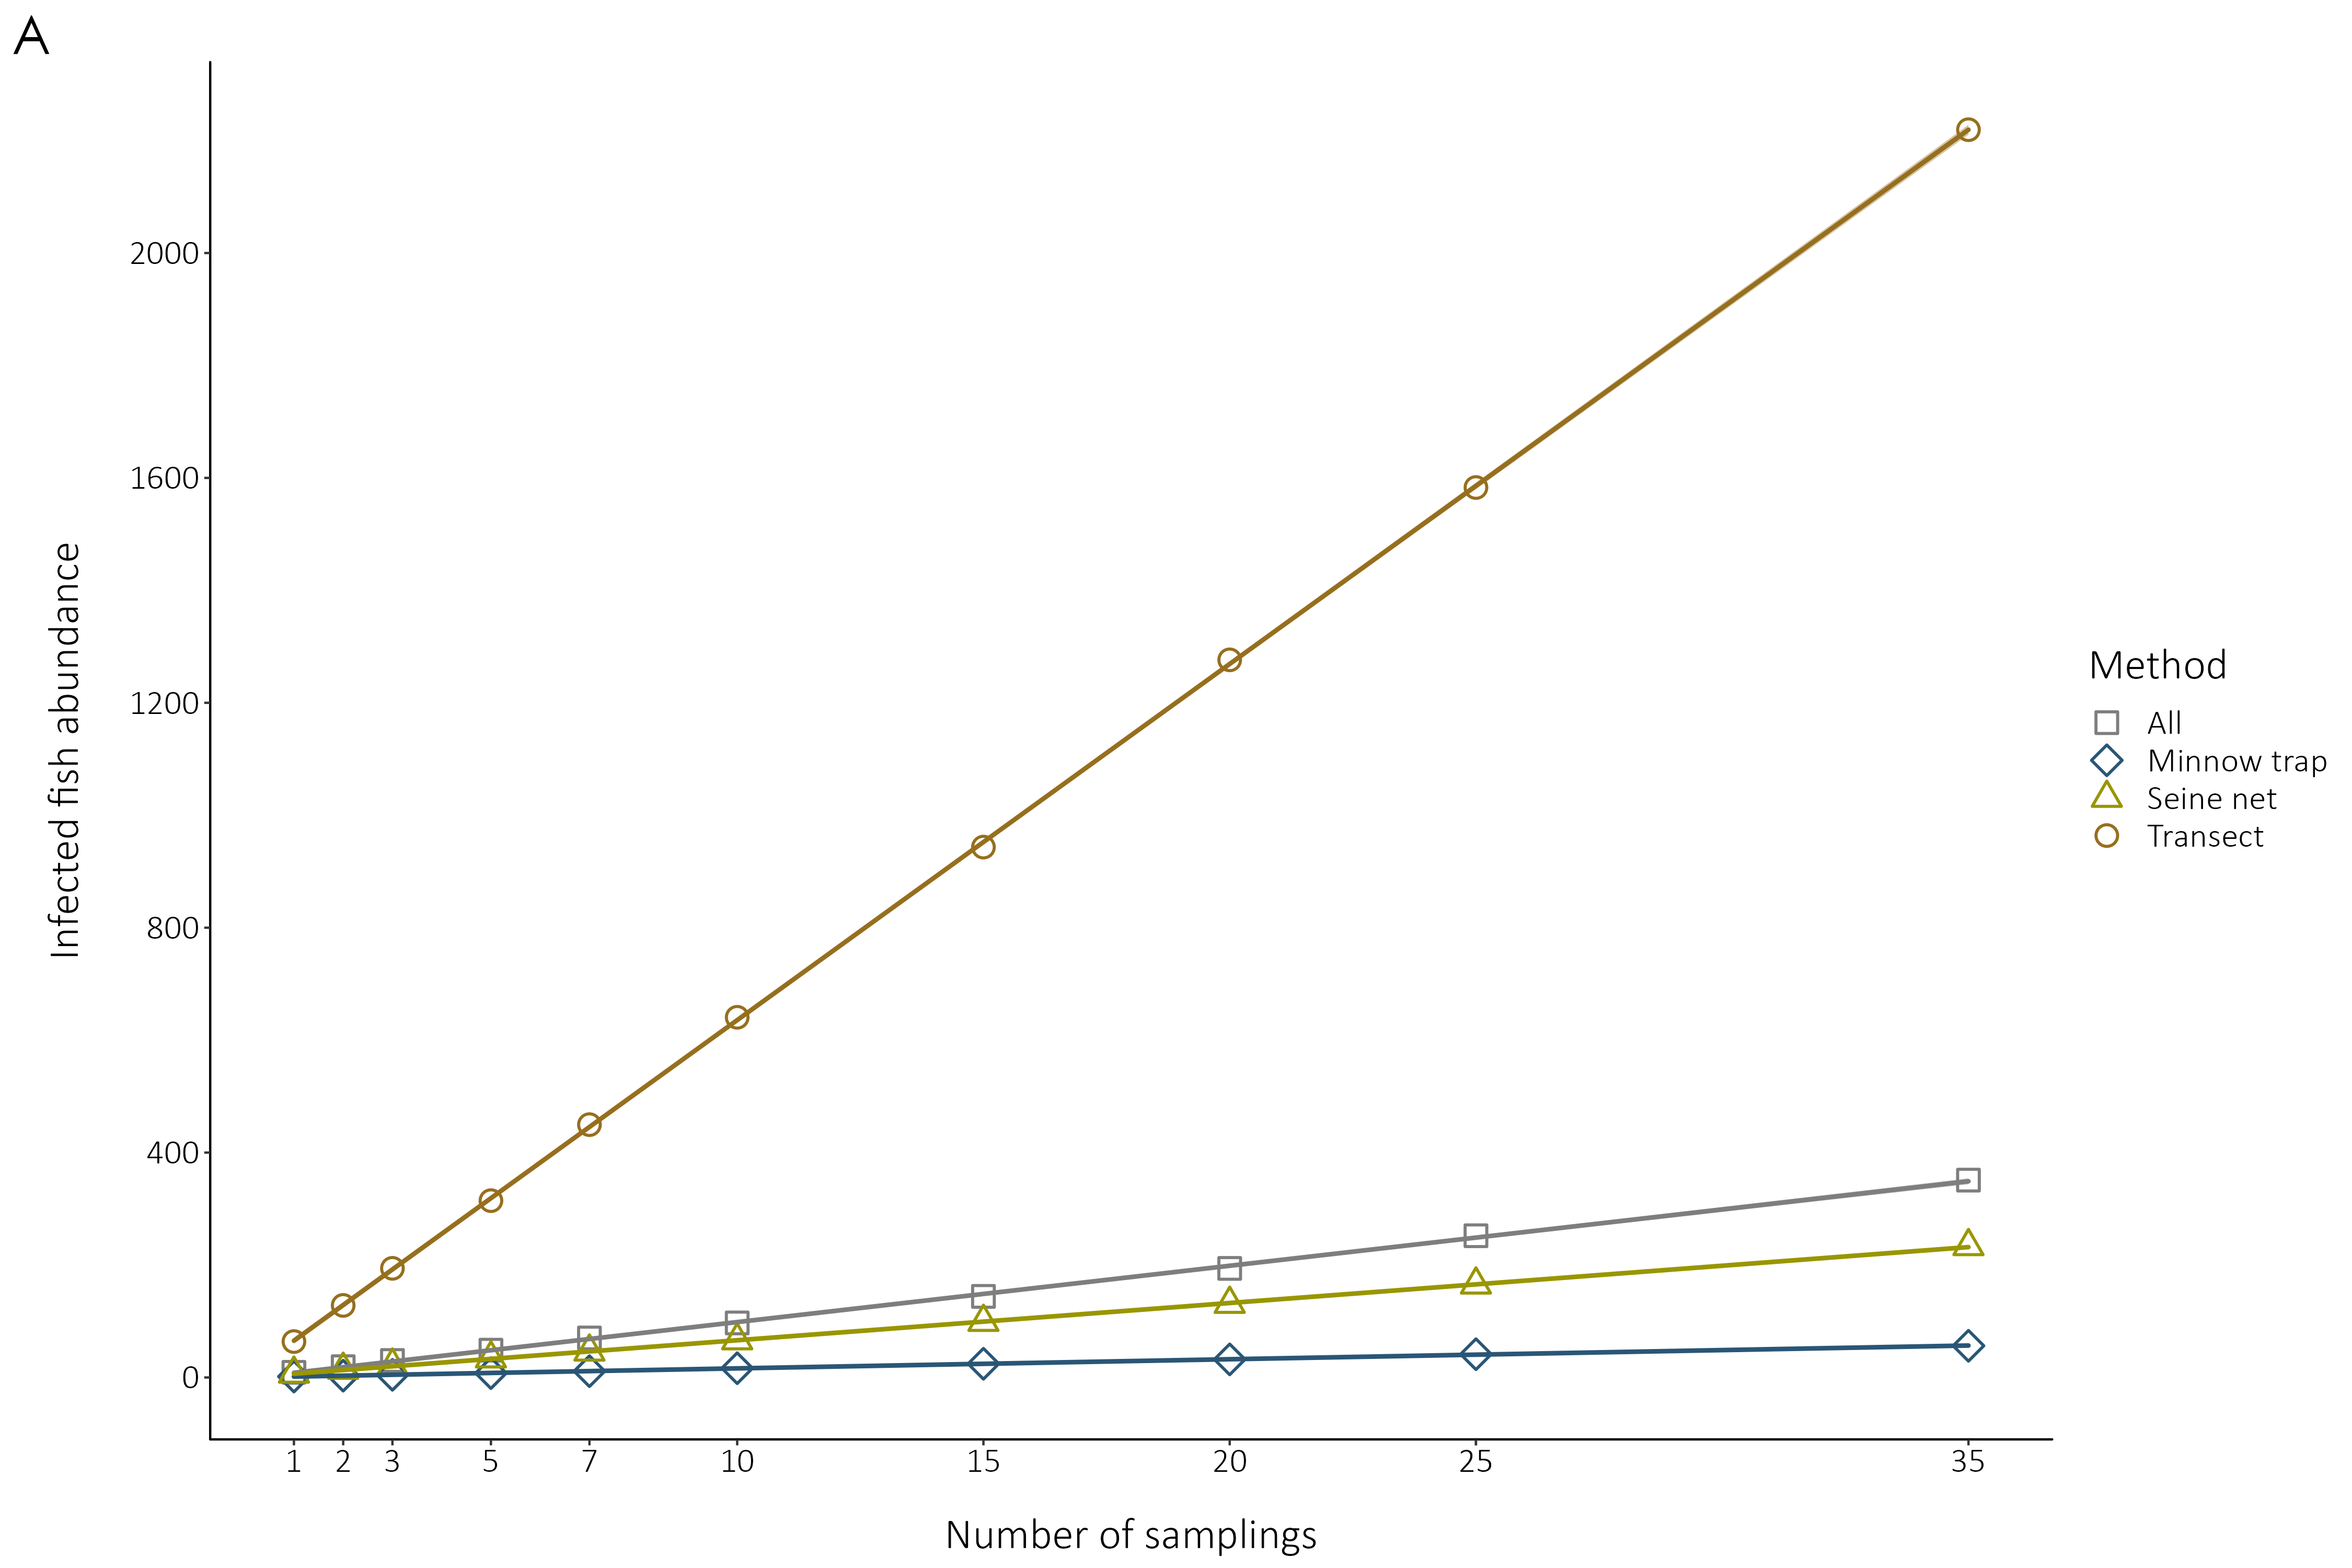 A
2000
1600
1200
800
400
0
Infected fish abundance
1 2 3 5 7 10 15 20 25 35
Number of samplings
Method
All
Minnow trap
Seine net
Transect